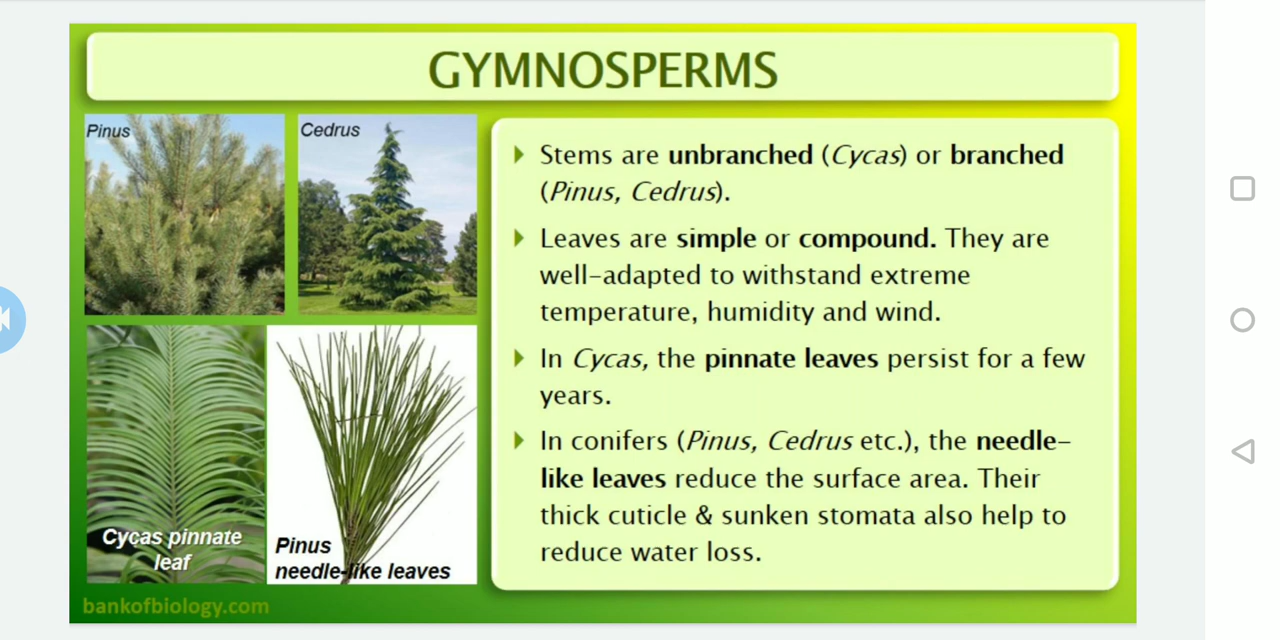 GYMNOSPERMS
Pinus
Cedrus
Cycas pinnate
leaf
Pinus
needle-like leaves
Stems are unbranched (Cycas) or branched
(Pinus, Cedrus).
Leaves are simple or compound. They are
well-adapted to withstand extreme
temperature, humidity and wind.
In Cycas, the pinnate leaves persist for a few
years.
In conifers (Pinus, Cedrus etc.), the needle-
like leaves reduce the surface area. Their
thick cuticle & sunken stomata also help to
reduce water loss.
bankofbiology.com